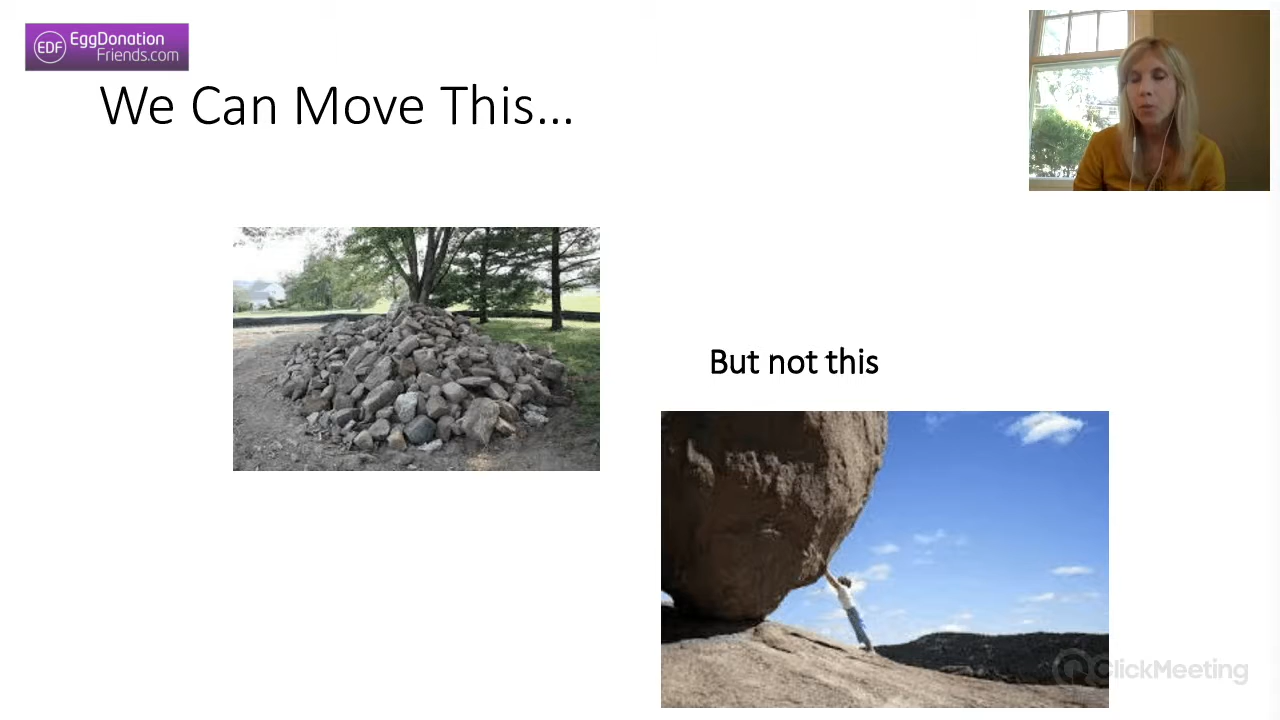 EDF
EggDonation
Friends.com
We Can Move This...
But not this
ClickMeeting